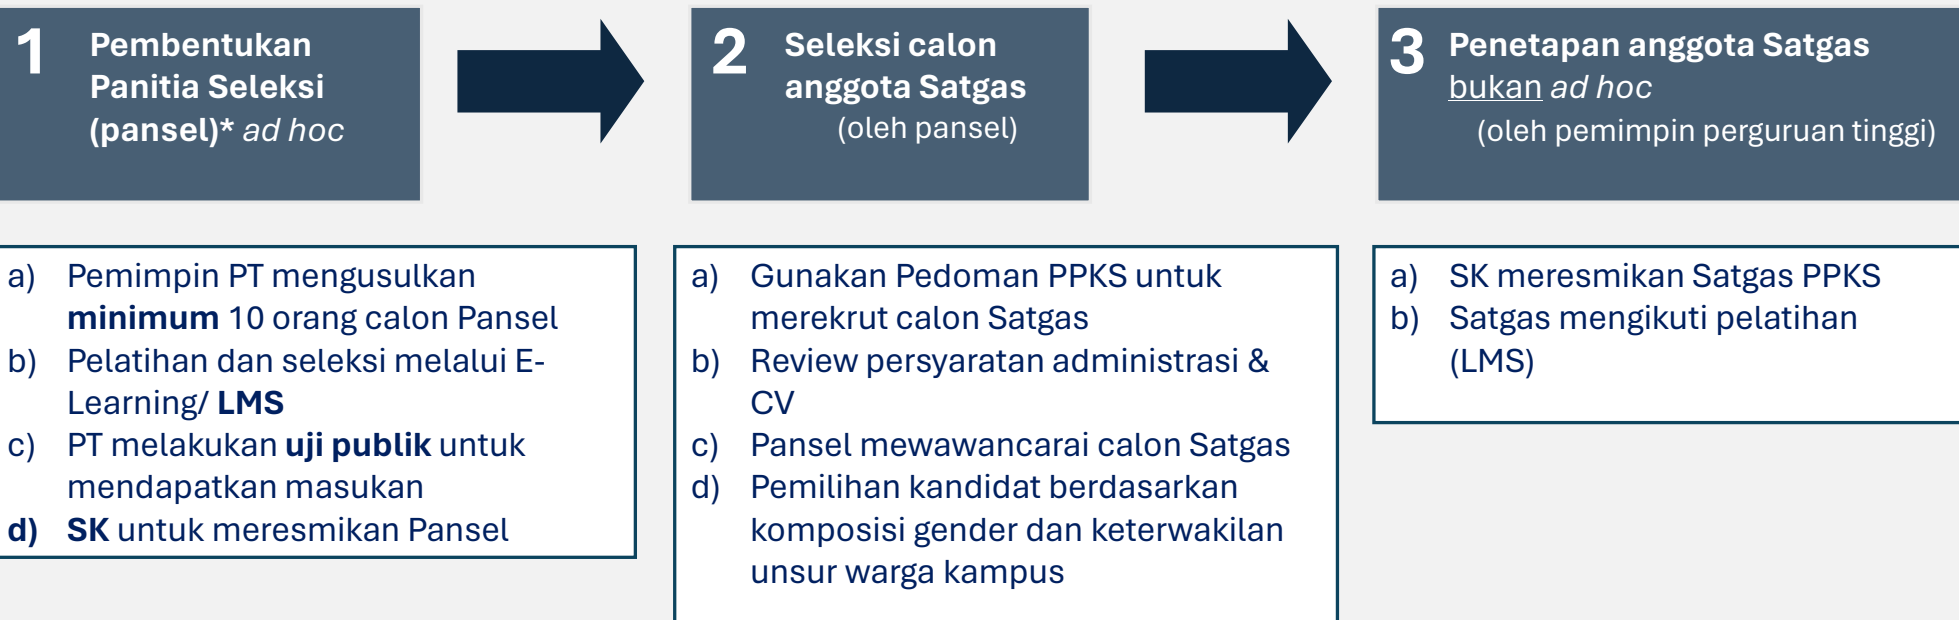 1
Pembentukan
Panitia Seleksi
(pansel)* ad hoc
2
Seleksi calon
anggota Satgas
(oleh pansel)
3
Penetapan anggota Satgas
bukan ad hoc
(oleh pemimpin perguruan tinggi)
a) Pemimpin PT mengusulkan
minimum 10 orang calon Pansel
b) Pelatihan dan seleksi melalui E-
Learning/ LMS
c) PT melakukan uji publik untuk
mendapatkan masukan
d) SK untuk meresmikan Pansel
a) Gunakan Pedoman PPKS untuk
merekrut calon Satgas
b) Review persyaratan administrasi &
CV
c) Pansel mewawancarai calon Satgas
d) Pemilihan kandidat berdasarkan
komposisi gender dan keterwakilan
unsur warga kampus
a) SK meresmikan Satgas PPKS
b) Satgas mengikuti pelatihan
(LMS)